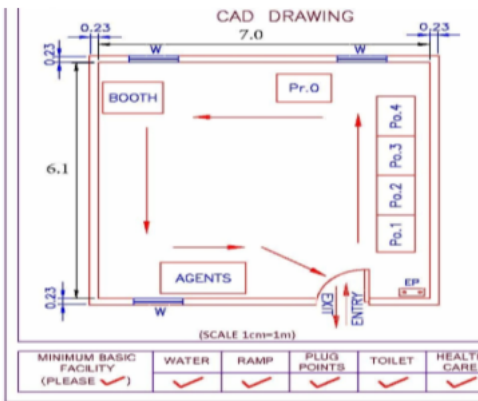 CAD DRAWING
0.23
7.0
0.23
0.23
W
W
BOOTH
Pr.O
Po.4
Po.3
Po.2
Po.1
6.1
AGENTS
EP
0.23
W
EXIT
ENTRY
(SCALE 1cm=1m)
MINIMUM BASIC
FACILITY
(PLEASE ✓)
WATER
RAMP
PLUG
POINTS
TOILET
HEALTH
CARE